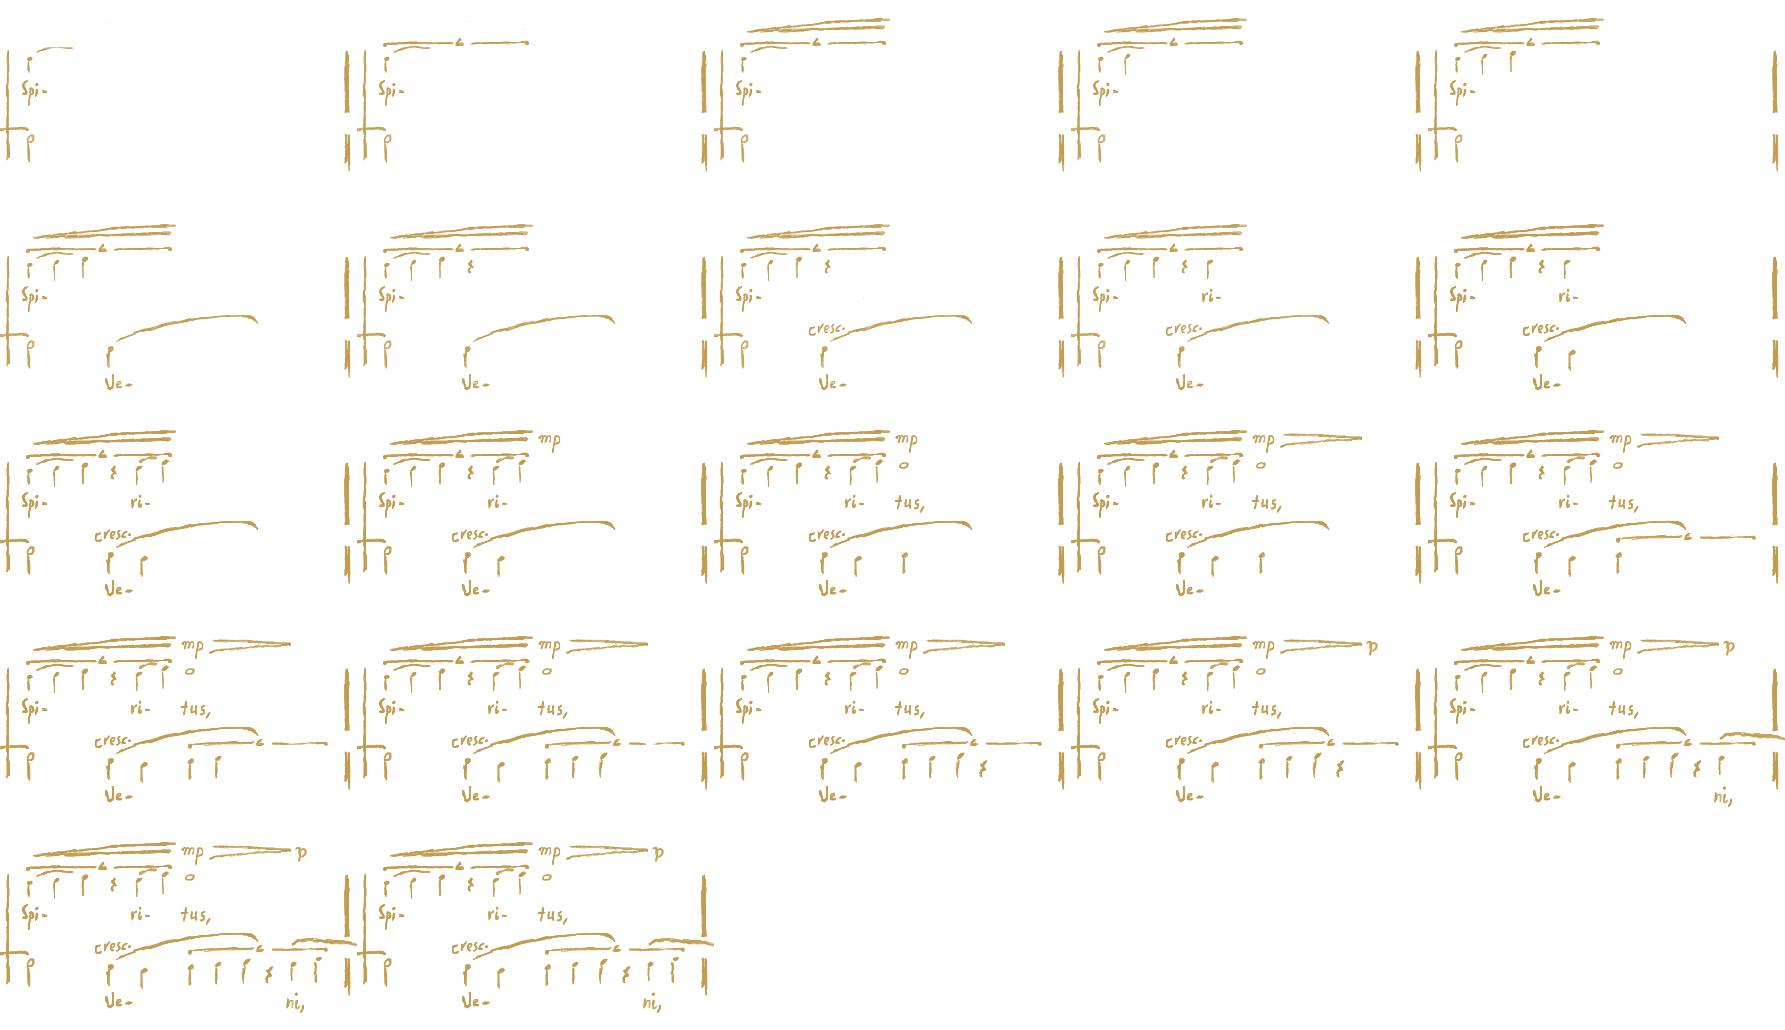 Spi- Spi- Spi- Spi- Spi-
Spi- Spi- Spi- Spi- ri- Spi- ri-
cresc. cresc. cresc.
Ve- Ve- Ve- Ve- Ve-
mp mp mp mp
Spi- ri- Spi- ri- Spi- ri- tus, Spi- ri- tus, Spi- ri- tus,
cresc. cresc. cresc. cresc. cresc.
Ve- Ve- Ve- Ve- Ve-
mp mp mp mp p mp p
Spi- ri- tus, Spi- ri- tus, Spi- ri- tus, Spi- ri- tus, Spi- ri- tus,
cresc. cresc. cresc. cresc. cresc.
Ve- Ve- Ve- Ve- Ve- ni,
mp p mp p
Spi- ri- tus, Spi- ri- tus,
cresc. cresc.
Ve- ni, Ve- ni,